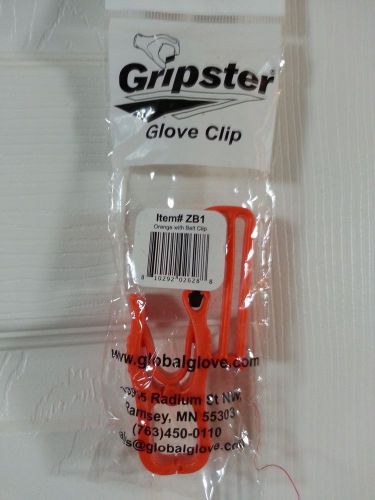 Gripster
Glove Clip
Item# ZB1
Orange with Belt Clip
8 10292 02628 8
www.globalglove.com
Radium St NW
Ramsey, MN 55303
(763)450-0110
@globalglove.com